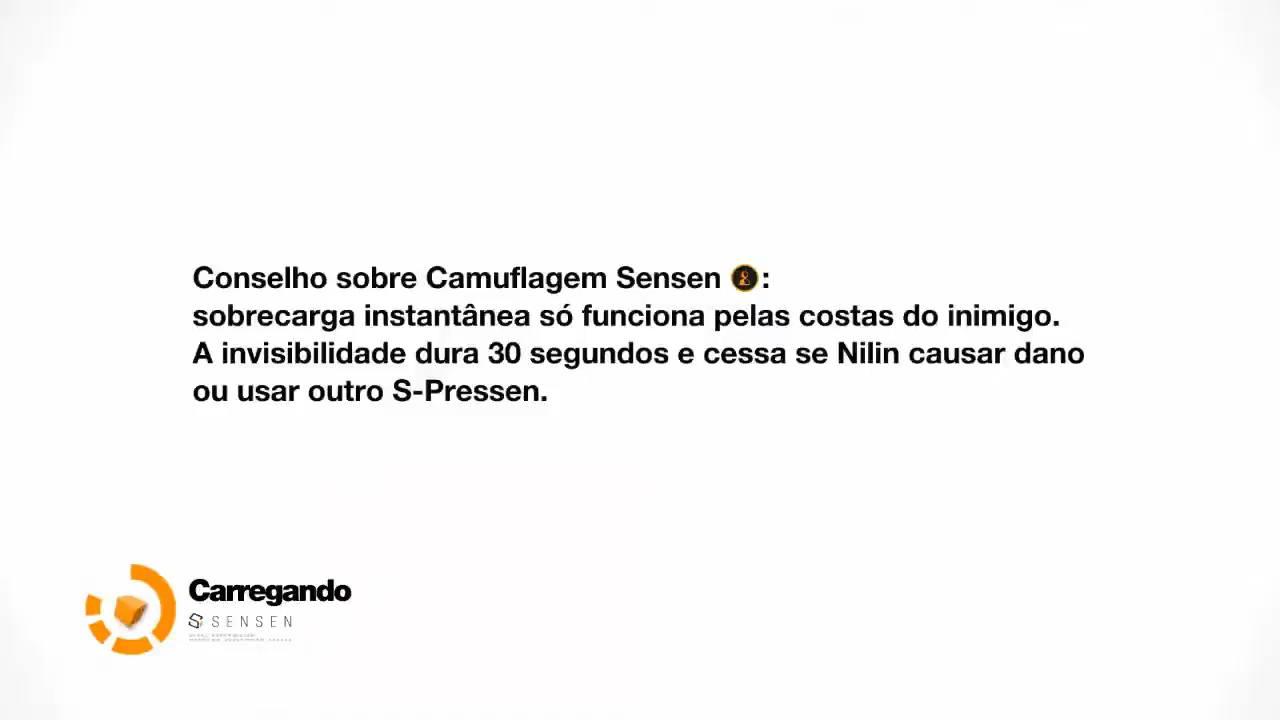 Conselho sobre Camuflagem Sensen :
sobrecarga instantânea só funciona pelas costas do inimigo.
A invisibilidade dura 30 segundos e cessa se Nilin causar dano
ou usar outro S-Pressen.
Carregando
SENSEN